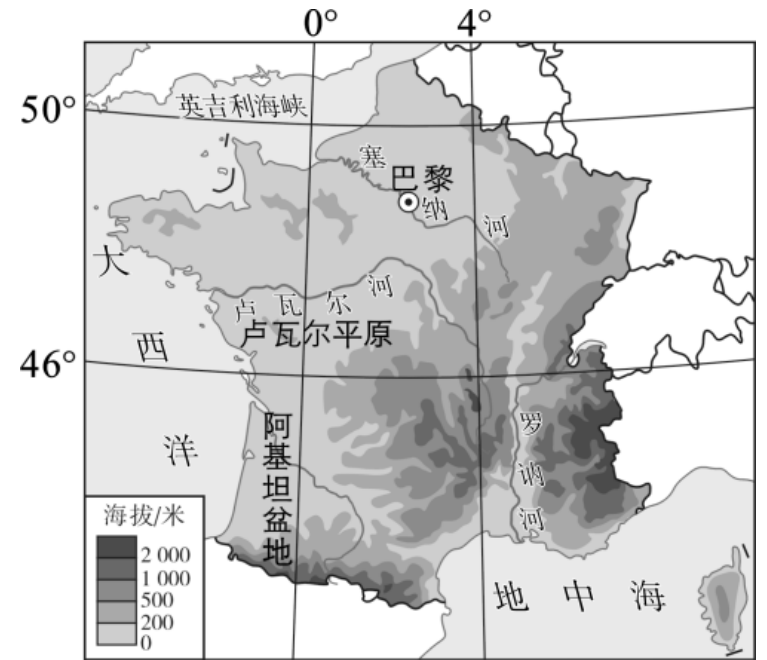 0° 4°
50°
英吉利海峡
塞
巴黎
纳
河
大
卢瓦尔河
卢瓦尔平原
西
46°
洋
阿基坦盆地
罗讷河
海拔/米
2 000
1 000
500
200
0
地中海